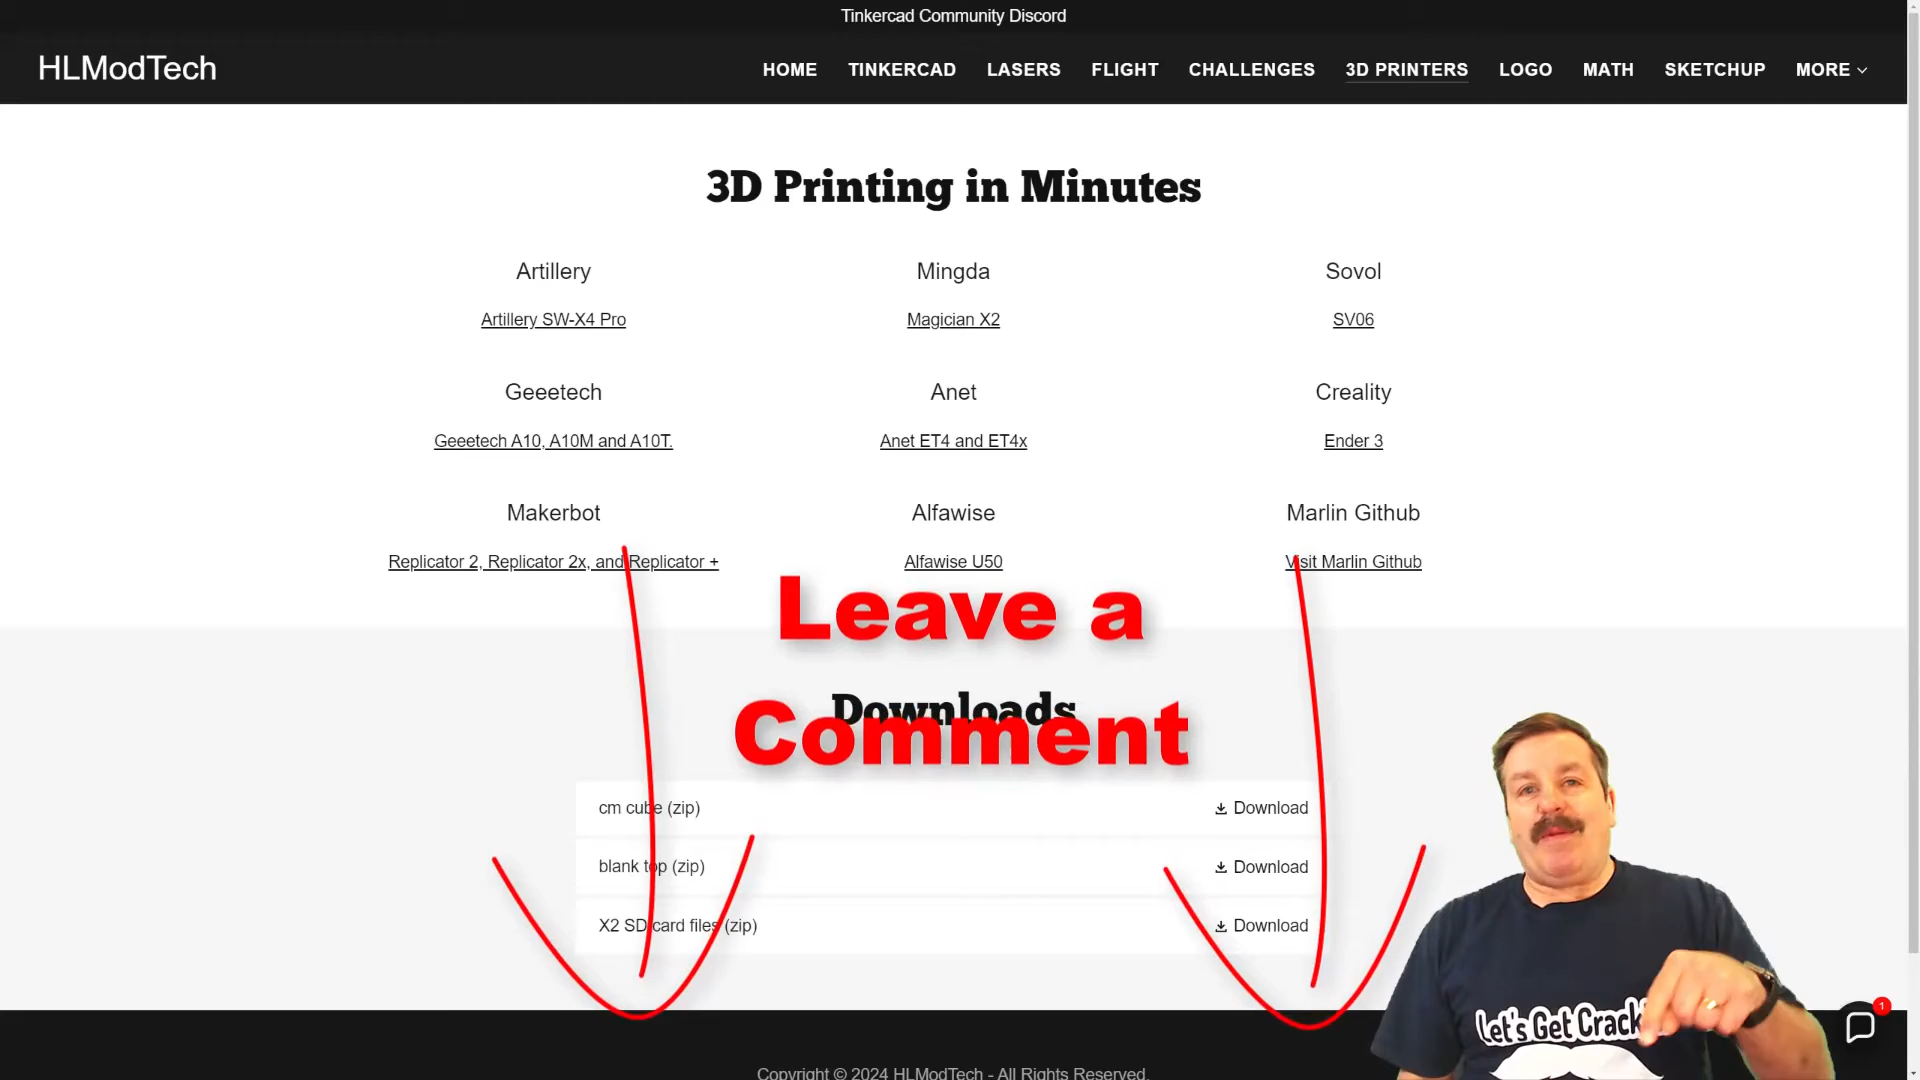 Tinkercad Community Discord
HLModTech
HOME TINKERCAD LASERS FLIGHT CHALLENGES 3D PRINTERS LOGO MATH SKETCHUP MORE
3D Printing in Minutes
Artillery Mingda Sovol
Artillery SW-X4 Pro Magician X2 SV06
Geeetech Anet Creality
Geeetech A10, A10M and A10T. Anet ET4 and ET4x Ender 3
Makerbot Alfawise Marlin Github
Replicator 2, Replicator 2x, and Replicator + Alfawise U50 Visit Marlin Github
Leave a
Downloads
Comment
cm cube (zip) Download
blank top (zip) Download
X2 SD card files (zip) Download
Let's Get
1
Copyright © 2024 HLModTech - All Rights Reserved.